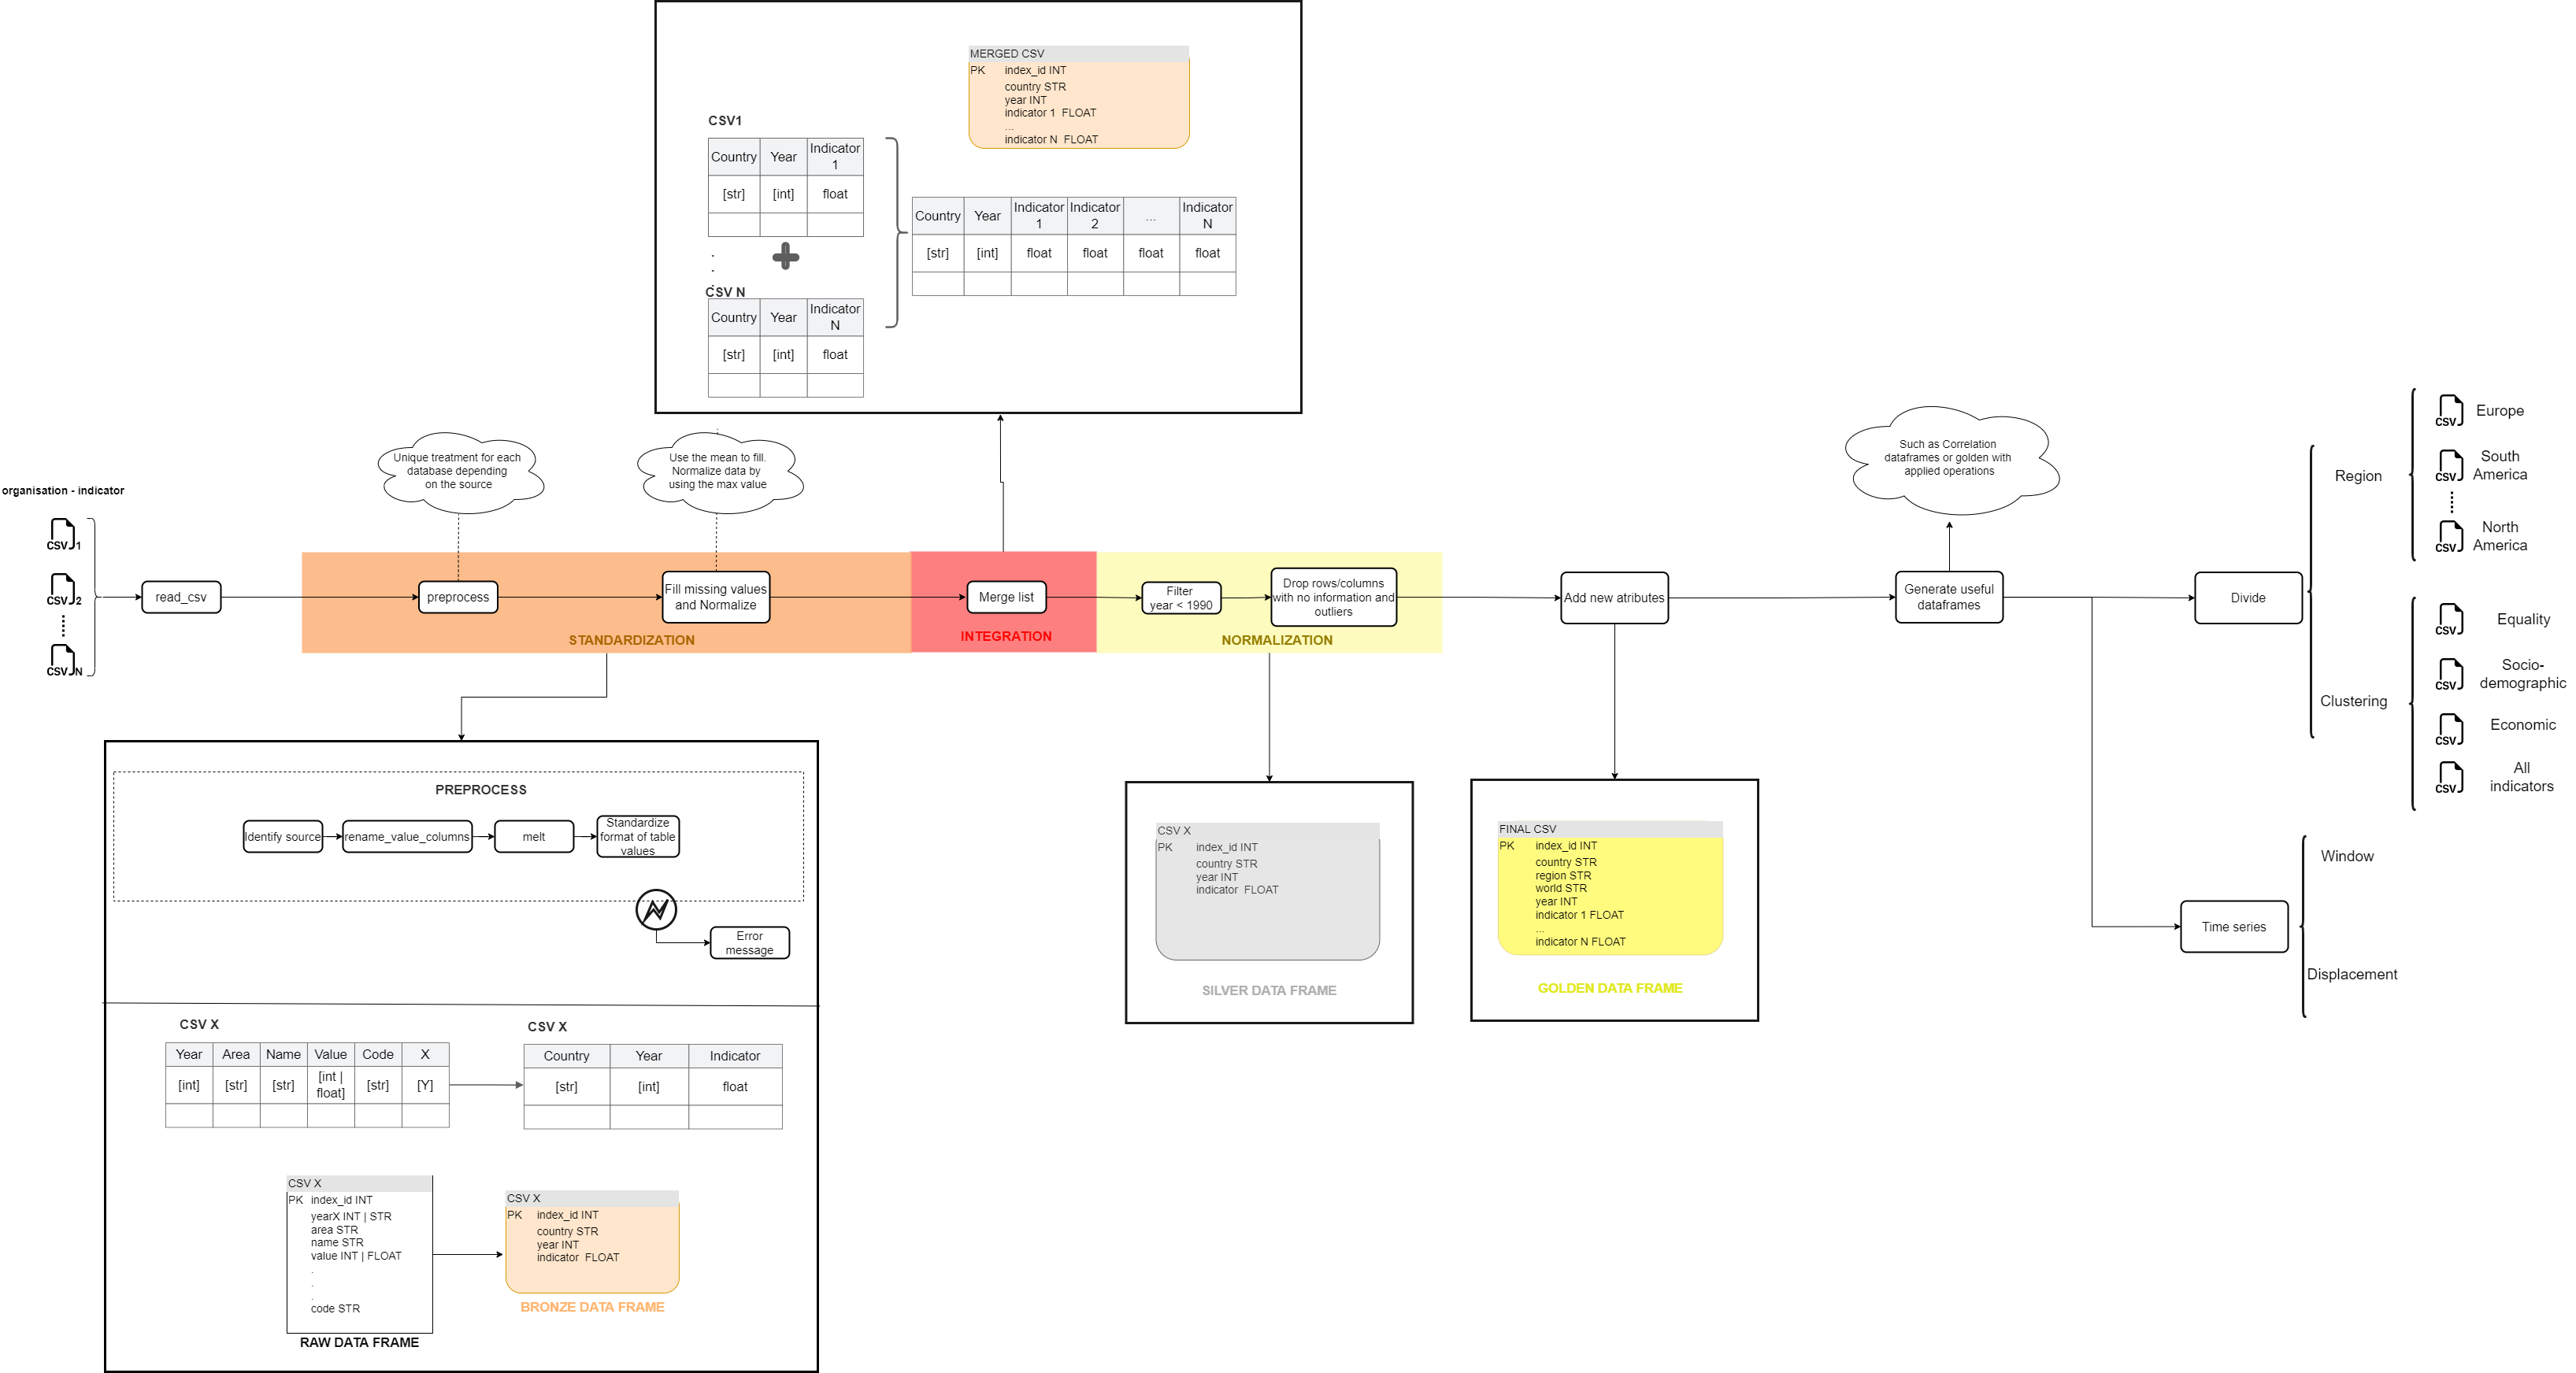 MERGED CSV
PK index_id INT
country STR
year INT
indicator 1 FLOAT
...
indicator N FLOAT
CSV1
Country Year Indicator 1
[str] [int] float
.
.
.
CSV N
Country Year Indicator N
[str] [int] float
Country Year Indicator 1 Indicator 2 ... Indicator N
[str] [int] float float float float
organisation - indicator
CSV 1
CSV 2
CSV N
read_csv
Unique treatment for each
database depending
on the source
Use the mean to fill.
Normalize data by
using the max value
preprocess
Fill missing values
and Normalize
STANDARDIZATION
Merge list
INTEGRATION
Filter
year < 1990
Drop rows/columns
with no information and
outliers
NORMALIZATION
Add new atributes
Such as Correlation
dataframes or golden with
applied operations
Generate useful
dataframes
Divide
Region
CSV Europe
CSV South
America
CSV North
America
Clustering
CSV Equality
CSV Socio-
demographic
CSV Economic
CSV All
indicators
Time series
Window
Displacement
PREPROCESS
Identify source
rename_value_columns
melt
Standardize
format of table
values
Error
message
CSV X
Year Area Name Value Code X
[int] [str] [str] [int | float] [str] [Y]
CSV X
Country Year Indicator
[str] [int] float
CSV X
PK index_id INT
yearX INT | STR
area STR
name STR
value INT | FLOAT
.
.
.
code STR
RAW DATA FRAME
CSV X
PK index_id INT
country STR
year INT
indicator FLOAT
BRONZE DATA FRAME
CSV X
PK index_id INT
country STR
year INT
indicator FLOAT
SILVER DATA FRAME
FINAL CSV
PK index_id INT
country STR
region STR
world STR
year INT
indicator 1 FLOAT
...
indicator N FLOAT
GOLDEN DATA FRAME